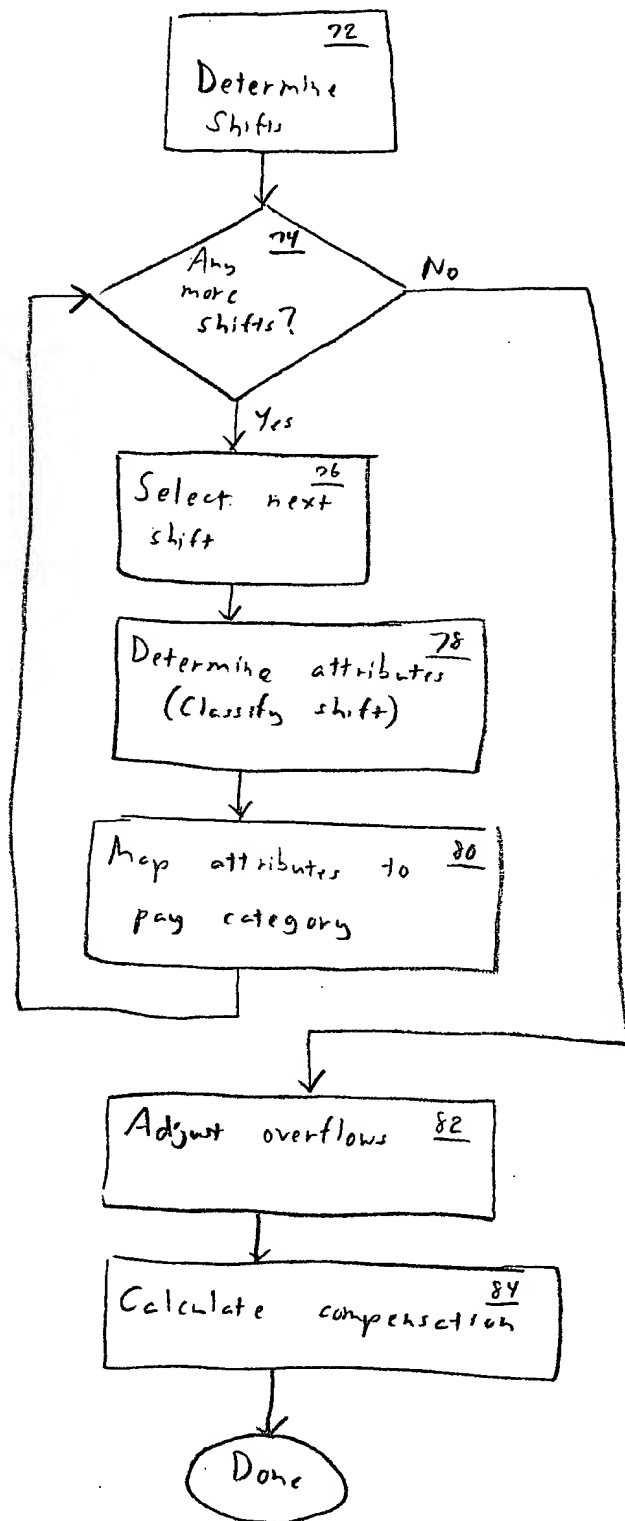 72
Determine
Shifts
74
Any
more
shifts?
No
Yes
76
Select next
shift
78
Determine attributes
(Classify shift)
Map attributes to 80
pay category
Adjust overflows 82
84
Calculate compensation
Done